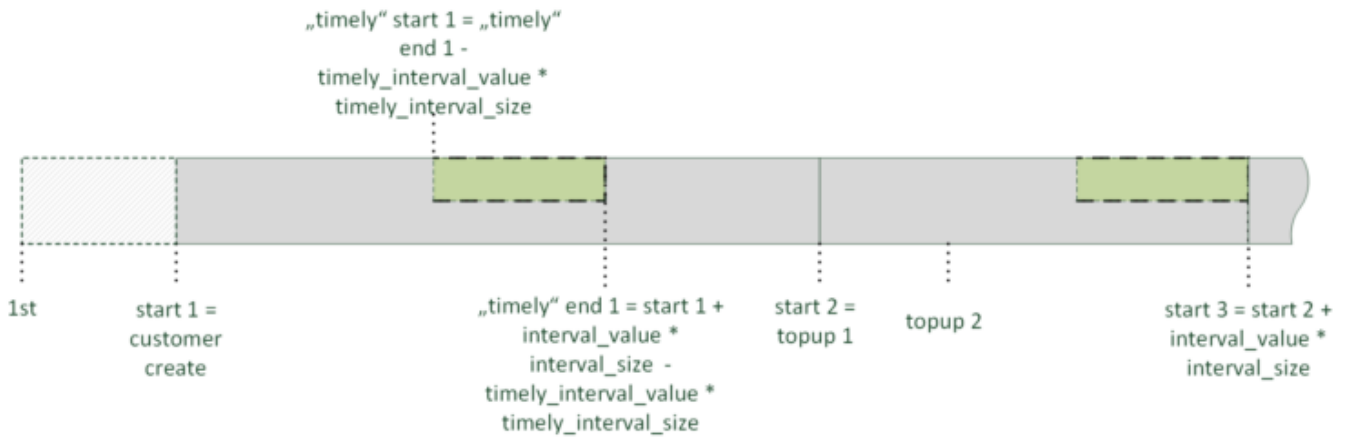 „timely“ start 1 = „timely“
end 1 -
timely_interval_value *
timely_interval_size
1st
start 1 =
customer
create
„timely“ end 1 = start 1 +
interval_value *
interval_size -
timely_interval_value *
timely_interval_size
start 2 =
topup 1
topup 2
start 3 = start 2 +
interval_value *
interval_size